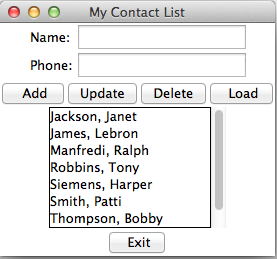 My Contact List
Name:
Phone:
Add Update Delete Load
Jackson, Janet
James, Lebron
Manfredi, Ralph
Robbins, Tony
Siemens, Harper
Smith, Patti
Thompson, Bobby
Exit